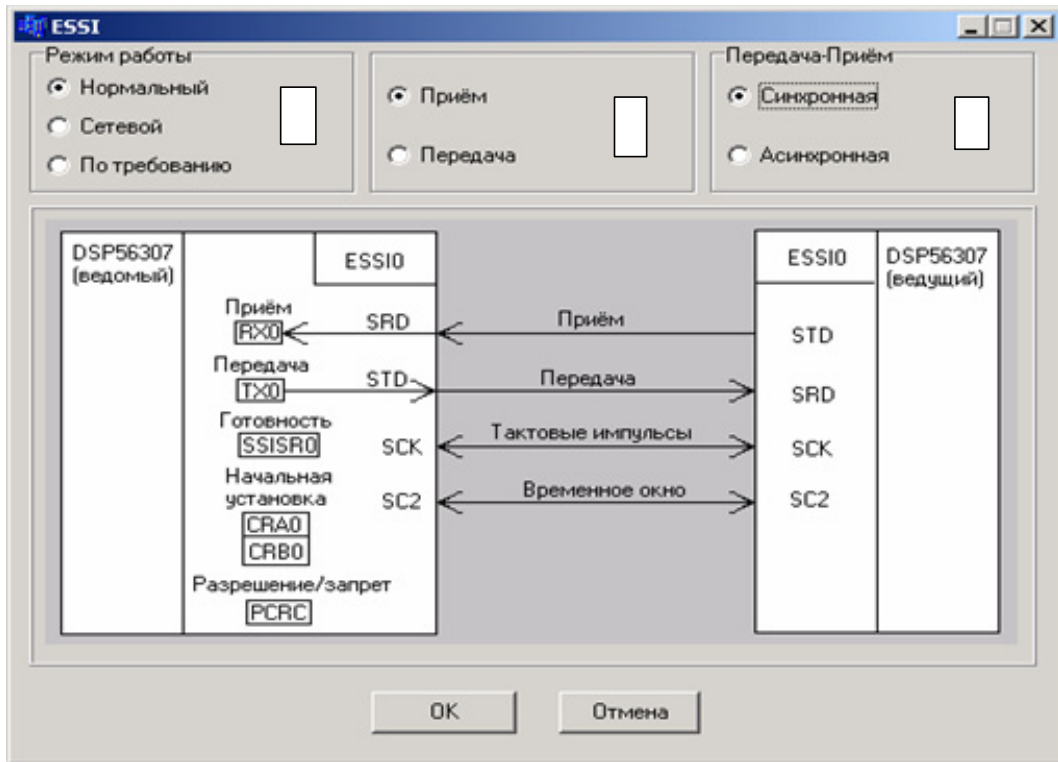 ESSI
Режим работы
Нормальный
Сетевой
По требованию
Приём
Передача
Передача-Приём
Синхронная
Асинхронная
DSP56307
(ведомый)
ESSI0
Приём
RX0
SRD
Передача
TX0
STD
Готовность
SSISR0
SCK
Начальная
установка
SC2
CRA0
CRB0
Разрешение/запрет
PCRC
Приём
Передача
Тактовые импульсы
Временное окно
ESSI0
STD
SRD
SCK
SC2
DSP56307
(ведущий)
OK
Отмена